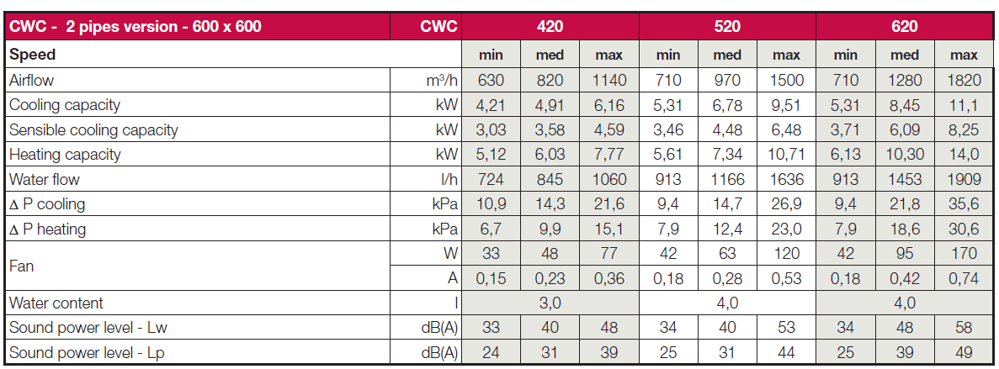 CWC - 2 pipes version - 600 x 600 CWC 420 520 620
Speed min med max min med max min med max
Airflow m³/h 630 820 1140 710 970 1500 710 1280 1820
Cooling capacity kW 4,21 4,91 6,16 5,31 6,78 9,51 5,31 8,45 11,1
Sensible cooling capacity kW 3,03 3,58 4,59 3,46 4,48 6,48 3,71 6,09 8,25
Heating capacity kW 5,12 6,03 7,77 5,61 7,34 10,71 6,13 10,30 14,0
Water flow l/h 724 845 1060 913 1166 1636 913 1453 1909
Δ P cooling kPa 10,9 14,3 21,6 9,4 14,7 26,9 9,4 21,8 35,6
Δ P heating kPa 6,7 9,9 15,1 7,9 12,4 23,0 7,9 18,6 30,6
Fan W 33 48 77 42 63 120 42 95 170
A 0,15 0,23 0,36 0,18 0,28 0,53 0,18 0,42 0,74
Water content l 3,0 4,0 4,0
Sound power level - Lw dB(A) 33 40 48 34 40 53 34 48 58
Sound power level - Lp dB(A) 24 31 39 25 31 44 25 39 49